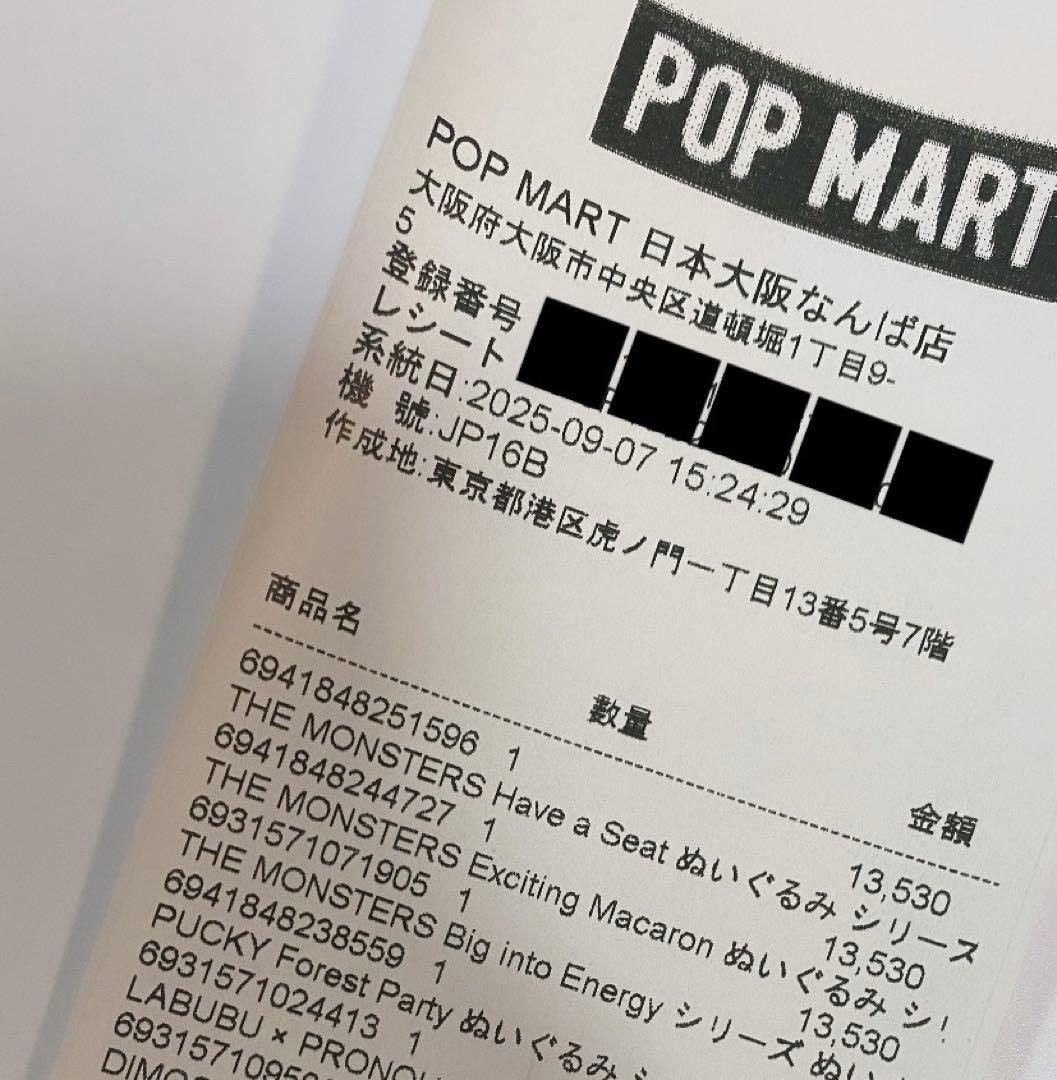 POP MART
POP MART 日本大阪なんば店
大阪府大阪市中央区道頓堀1丁目9-
5
登録番号
レシート
系統日:2025-09-07 15:24:29
機 號:JP16B
作成地:東京都港区虎ノ門一丁目13番5号7階
商品名 数量 金額
6941848251596 1 13,530
THE MONSTERS Have a Seat ぬいぐるみ シリーズ
6941848244727 1 13,530
THE MONSTERS Exciting Macaron ぬいぐるみ シ
6931571071905 1 13,530
THE MONSTERS Big into Energy シリーズ ぬい
6941848238559 1
PUCKY Forest Party ぬいぐるみ
6931571024413 1
LABUBU × PRONO
693157109
DIMO